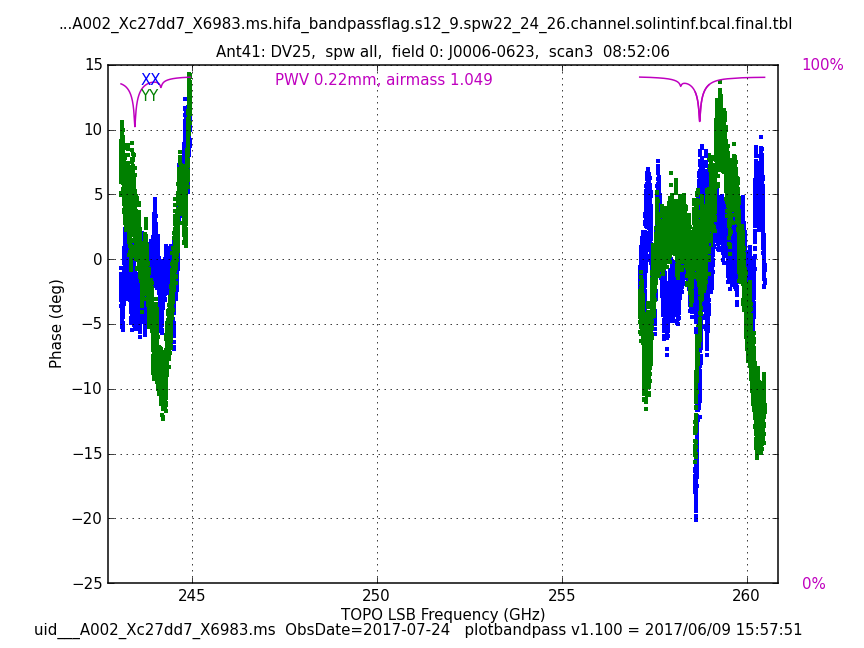 ...A002_Xc27dd7_X6983.ms.hifa_bandpassflag.s12_9.spw22_24_26.channel.solintinf.bcal.final.tbl
Ant41: DV25,  spw all,  field 0: J0006-0623,  scan3  08:52:06
15
100%
XX
PWV 0.22mm, airmass 1.049
YY
10
5
0
−5
−10
−15
−20
−25
0%
Phase (deg)
245
250
255
260
TOPO LSB Frequency (GHz)
uid___A002_Xc27dd7_X6983.ms  ObsDate=2017-07-24   plotbandpass v1.100 = 2017/06/09 15:57:51